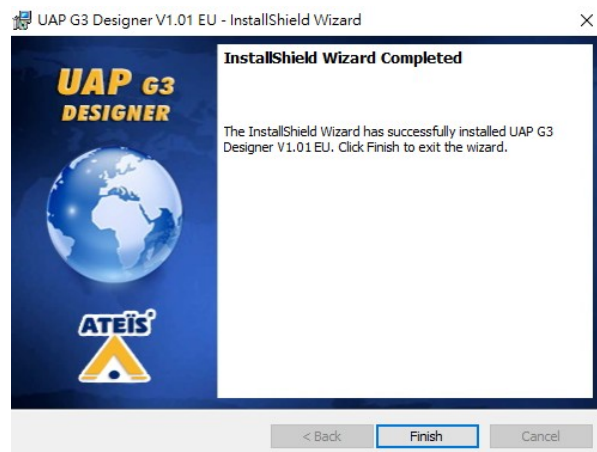 UAP G3 Designer V1.01 EU - InstallShield Wizard
UAP G3
DESIGNER
InstallShield Wizard Completed
The InstallShield Wizard has successfully installed UAP G3
Designer V1.01 EU. Click Finish to exit the wizard.
ATEÏS
< Back
Finish
Cancel